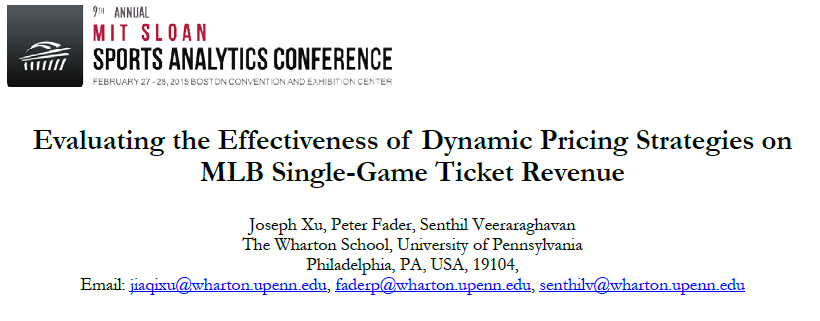 9TH ANNUAL
MIT SLOAN
SPORTS ANALYTICS CONFERENCE
FEBRUARY 27 - 28, 2015 BOSTON CONVENTION AND EXHIBITION CENTER
Evaluating the Effectiveness of Dynamic Pricing Strategies on
MLB Single-Game Ticket Revenue
Joseph Xu, Peter Fader, Senthil Veeraraghavan
The Wharton School, University of Pennsylvania
Philadelphia, PA, USA, 19104,
Email: jiaqixu@wharton.upenn.edu, faderp@wharton.upenn.edu, senthilv@wharton.upenn.edu